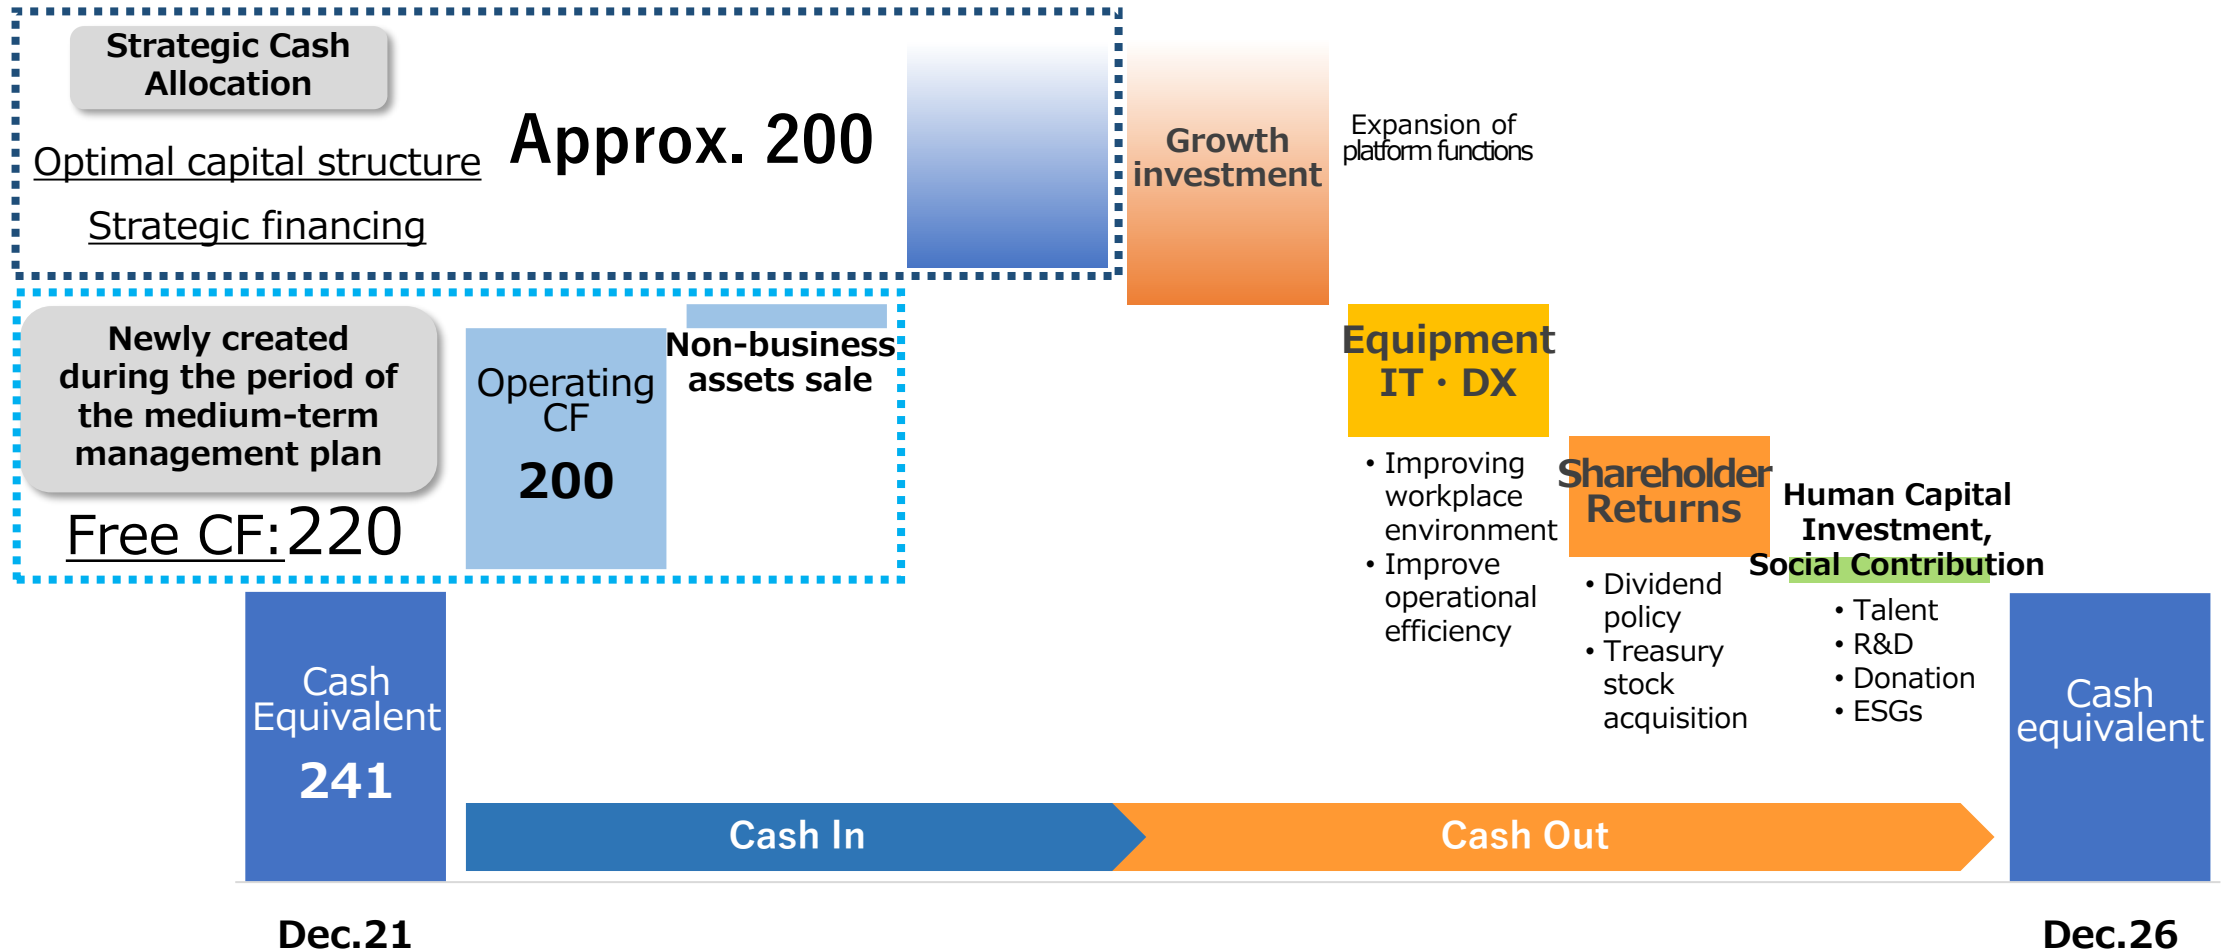 Strategic Cash
Allocation
Optimal capital structure
Strategic financing
Approx. 200
Growth
investment
Expansion of
platform functions
Newly created
during the period of
the medium-term
management plan
Free CF:220
Operating
CF
200
Non-business
assets sale
Equipment
IT・DX
• Improving
workplace
environment
• Improve
operational
efficiency
Shareholder
Returns
• Dividend
policy
• Treasury
stock
acquisition
Human Capital
Investment,
Social Contribution
• Talent
• R&D
• Donation
• ESGs
Cash
Equivalent
241
Cash
equivalent
Cash In
Cash Out
Dec.21
Dec.26